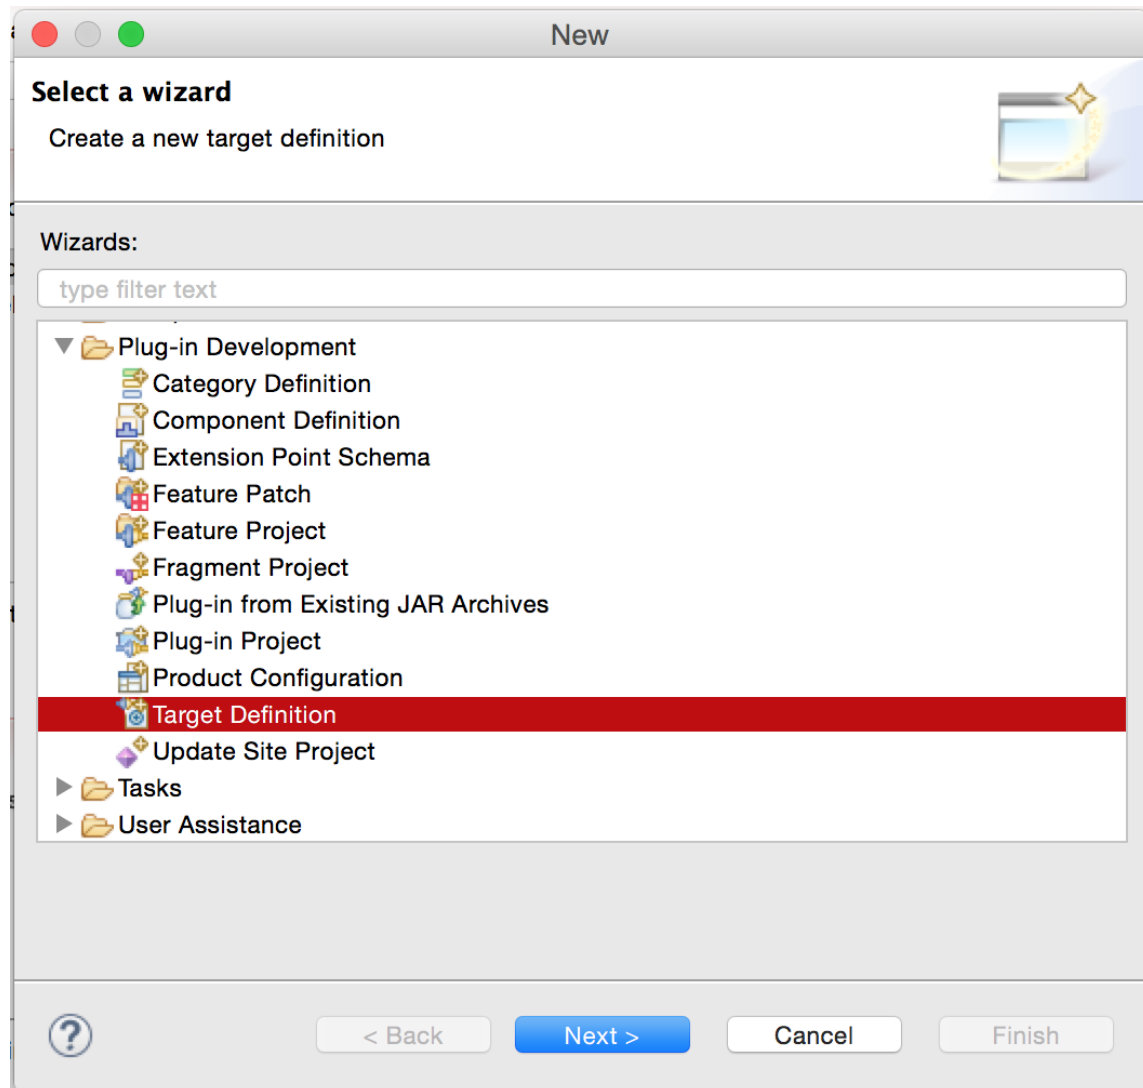 New
Select a wizard
Create a new target definition
Wizards:
type filter text
Plug-in Development
Category Definition
Component Definition
Extension Point Schema
Feature Patch
Feature Project
Fragment Project
Plug-in from Existing JAR Archives
Plug-in Project
Product Configuration
Target Definition
Update Site Project
Tasks
User Assistance
?
< Back
Next >
Cancel
Finish